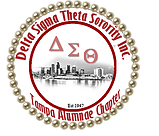 Delta Sigma Theta Sorority Inc.
ΔΣΘ
Est 1947
Tampa Alumnae Chapter